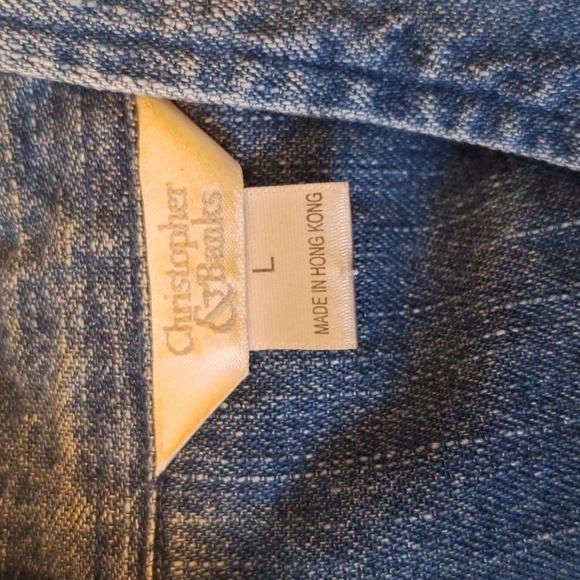 Christopher
& Banks
L
MADE IN HONG KONG